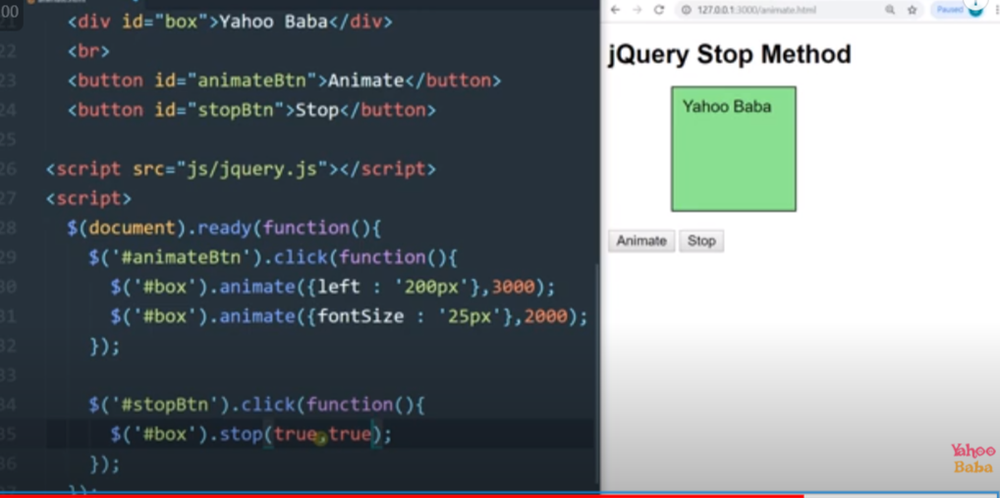 00
<div id="box">Yahoo Baba</div>
22 <br>
23 <button id="animateBtn">Animate</button>
24 <button id="stopBtn">Stop</button>
25
26 <script src="js/jquery.js"></script>
27 <script>
28 $(document).ready(function(){
29 $('#animateBtn').click(function(){
30 $('#box').animate({left : '200px'},3000);
31 $('#box').animate({fontSize : '25px'},2000);
32 });
33
34 $('#stopBtn').click(function(){
35 $('#box').stop(true,true);
36 });
});
127.0.0.1:3000/animate.html
Paused
jQuery Stop Method
Yahoo Baba
Animate Stop
Yahoo
Baba